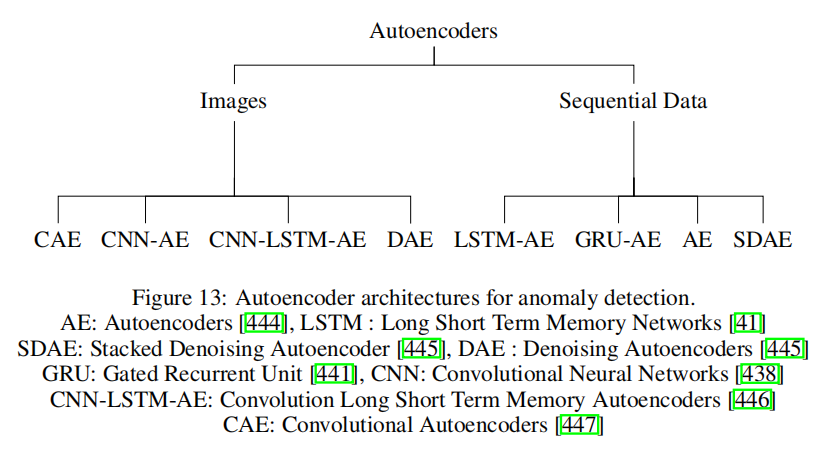 Autoencoders
Images Sequential Data
CAE CNN-AE CNN-LSTM-AE DAE LSTM-AE GRU-AE AE SDAE
Figure 13: Autoencoder architectures for anomaly detection.
AE: Autoencoders [444], LSTM : Long Short Term Memory Networks [41]
SDAE: Stacked Denoising Autoencoder [445], DAE : Denoising Autoencoders [445]
GRU: Gated Recurrent Unit [441], CNN: Convolutional Neural Networks [438]
CNN-LSTM-AE: Convolution Long Short Term Memory Autoencoders [446]
CAE: Convolutional Autoencoders [447]